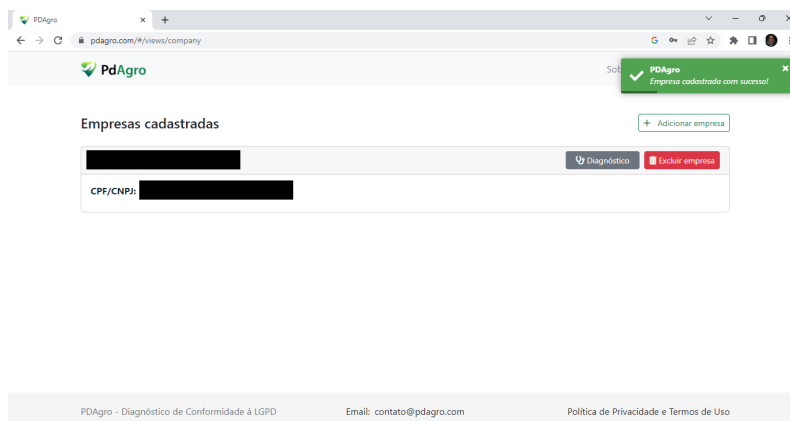 PDAgro
pdagro.com/#/views/company
PdAgro
PDAgro
Empresa cadastrada com sucesso!
Empresas cadastradas
+ Adicionar empresa
Diagnóstico
Excluir empresa
CPF/CNPJ:
PDAgro - Diagnóstico de Conformidade à LGPD
Email: contato@pdagro.com
Política de Privacidade e Termos de Uso